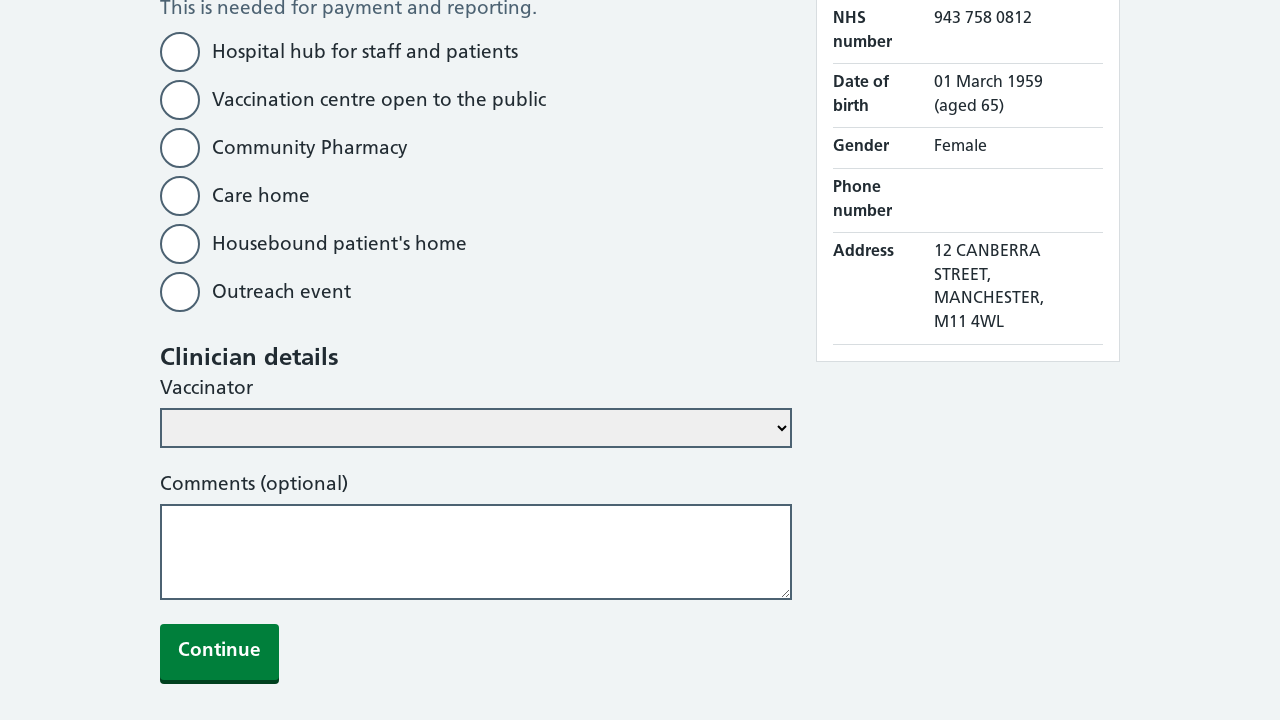 This is needed for payment and reporting.
Hospital hub for staff and patients
Vaccination centre open to the public
Community Pharmacy
Care home
Housebound patient's home
Outreach event
Clinician details
Vaccinator
Comments (optional)
Continue
NHS
number
943 758 0812
Date of
birth
01 March 1959
(aged 65)
Gender
Female
Phone
number
Address
12 CANBERRA
STREET,
MANCHESTER,
M11 4WL